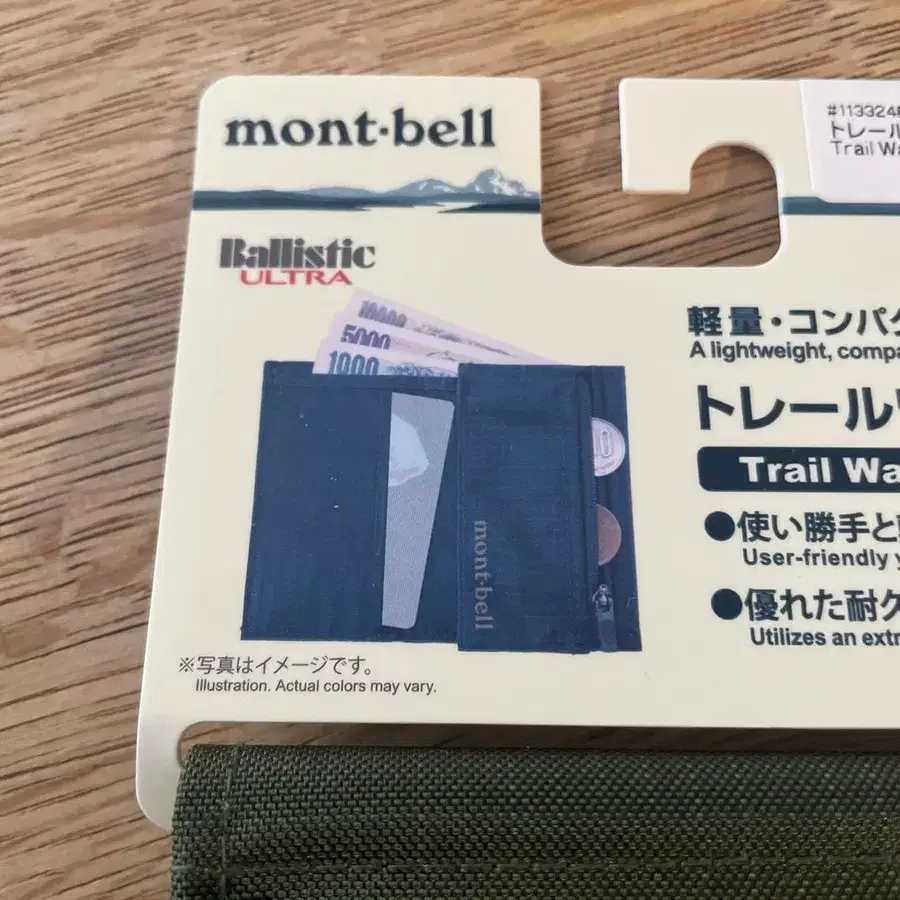 mont·bell
#113324
トレール
Trail Wa
Ballistic
ULTRA
10000
5000
1000
10
mont·bell
軽量・コンパク
A lightweight, compa
トレール
Trail Wa
●使い勝手と
User-friendly
●優れた耐久
Utilizes an extr
※写真はイメージです。
Illustration. Actual colors may vary.